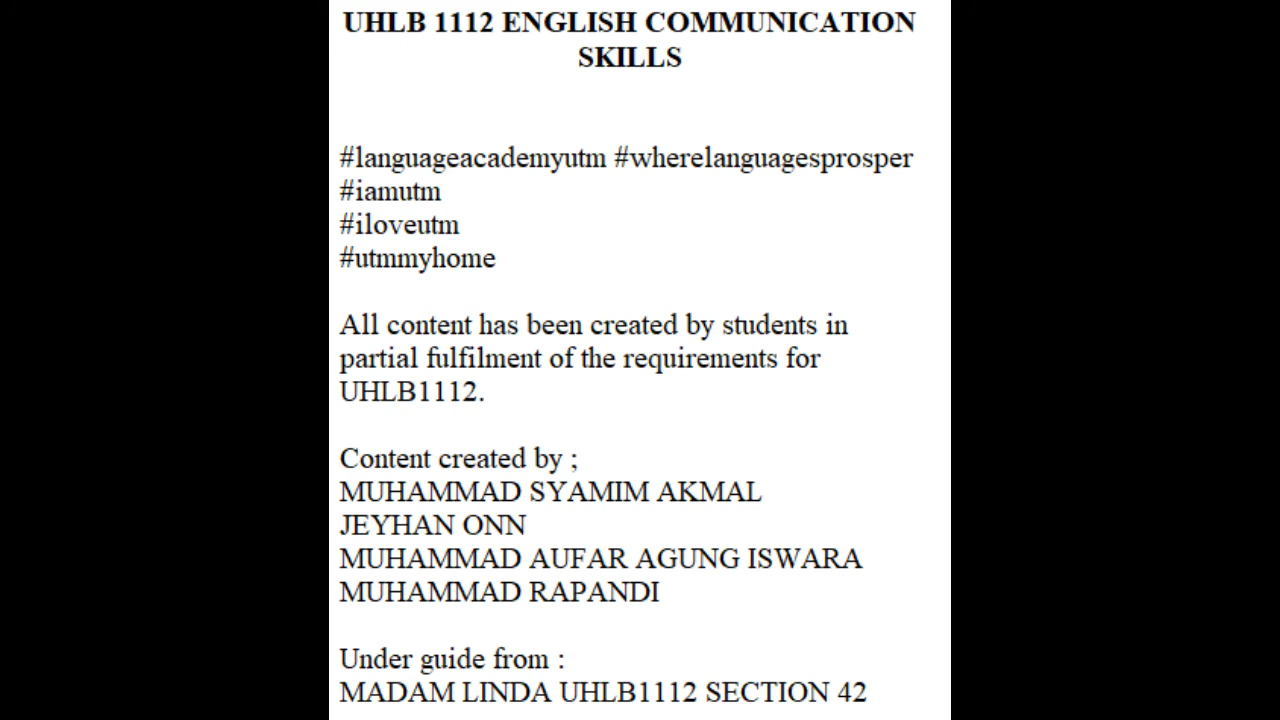 UHLB 1112 ENGLISH COMMUNICATION
SKILLS
#languageacademyutm #wherelanguagesprosper
#iamutm
#iloveutm
#utmmyhome
All content has been created by students in
partial fulfilment of the requirements for
UHLB1112.
Content created by ;
MUHAMMAD SYAMIM AKMAL
JEYHAN ONN
MUHAMMAD AUFAR AGUNG ISWARA
MUHAMMAD RAPANDI
Under guide from :
MADAM LINDA UHLB1112 SECTION 42